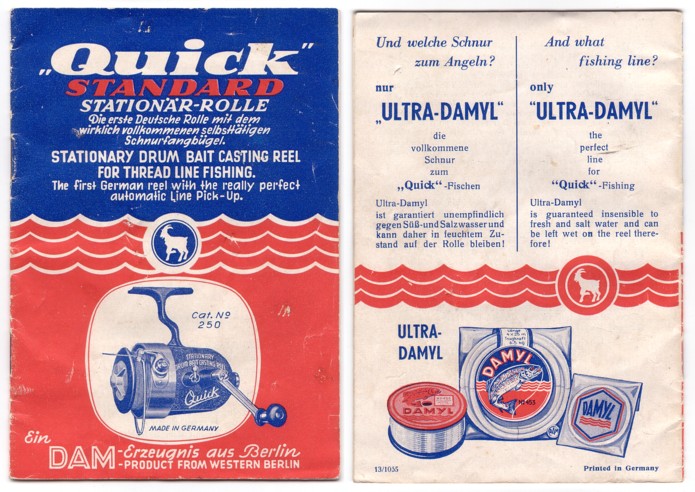 „Quick"
STANDARD
STATIONÄR-ROLLE
Die erste Deutsche Rolle mit dem
wirklich vollkommenen selbsttätigen
Schnurfangbügel.
STATIONARY DRUM BAIT CASTING REEL
FOR THREAD LINE FISHING.
The first German reel with the really perfect
automatic Line Pick-Up.
Cat. No
250
STATIONARY
DRUM BAIT CASTING REEL
Quick
MADE IN GERMANY
Ein
DAM-Erzeugnis aus Berlin
-PRODUCT FROM WESTERN BERLIN
Und welche Schnur
zum Angeln?
nur
„ULTRA-DAMYL"
die
vollkommene
Schnur
zum
„Quick"-Fischen
Ultra-Damyl
ist garantiert unempfindlich
gegen Süß-und Salzwasser und
kann daher in feuchtem Zu-
stand auf der Rolle bleiben!
And what
fishing line?
only
"ULTRA-DAMYL"
the
perfect
line
for
"Quick"-Fishing
Ultra-Damyl
is guaranteed insensible to
fresh and salt water and can
be left wet on the reel there-
fore!
ULTRA-
DAMYL
DAMYL
DAMYL
10453
DAMYL
13/1055
Printed in Germany